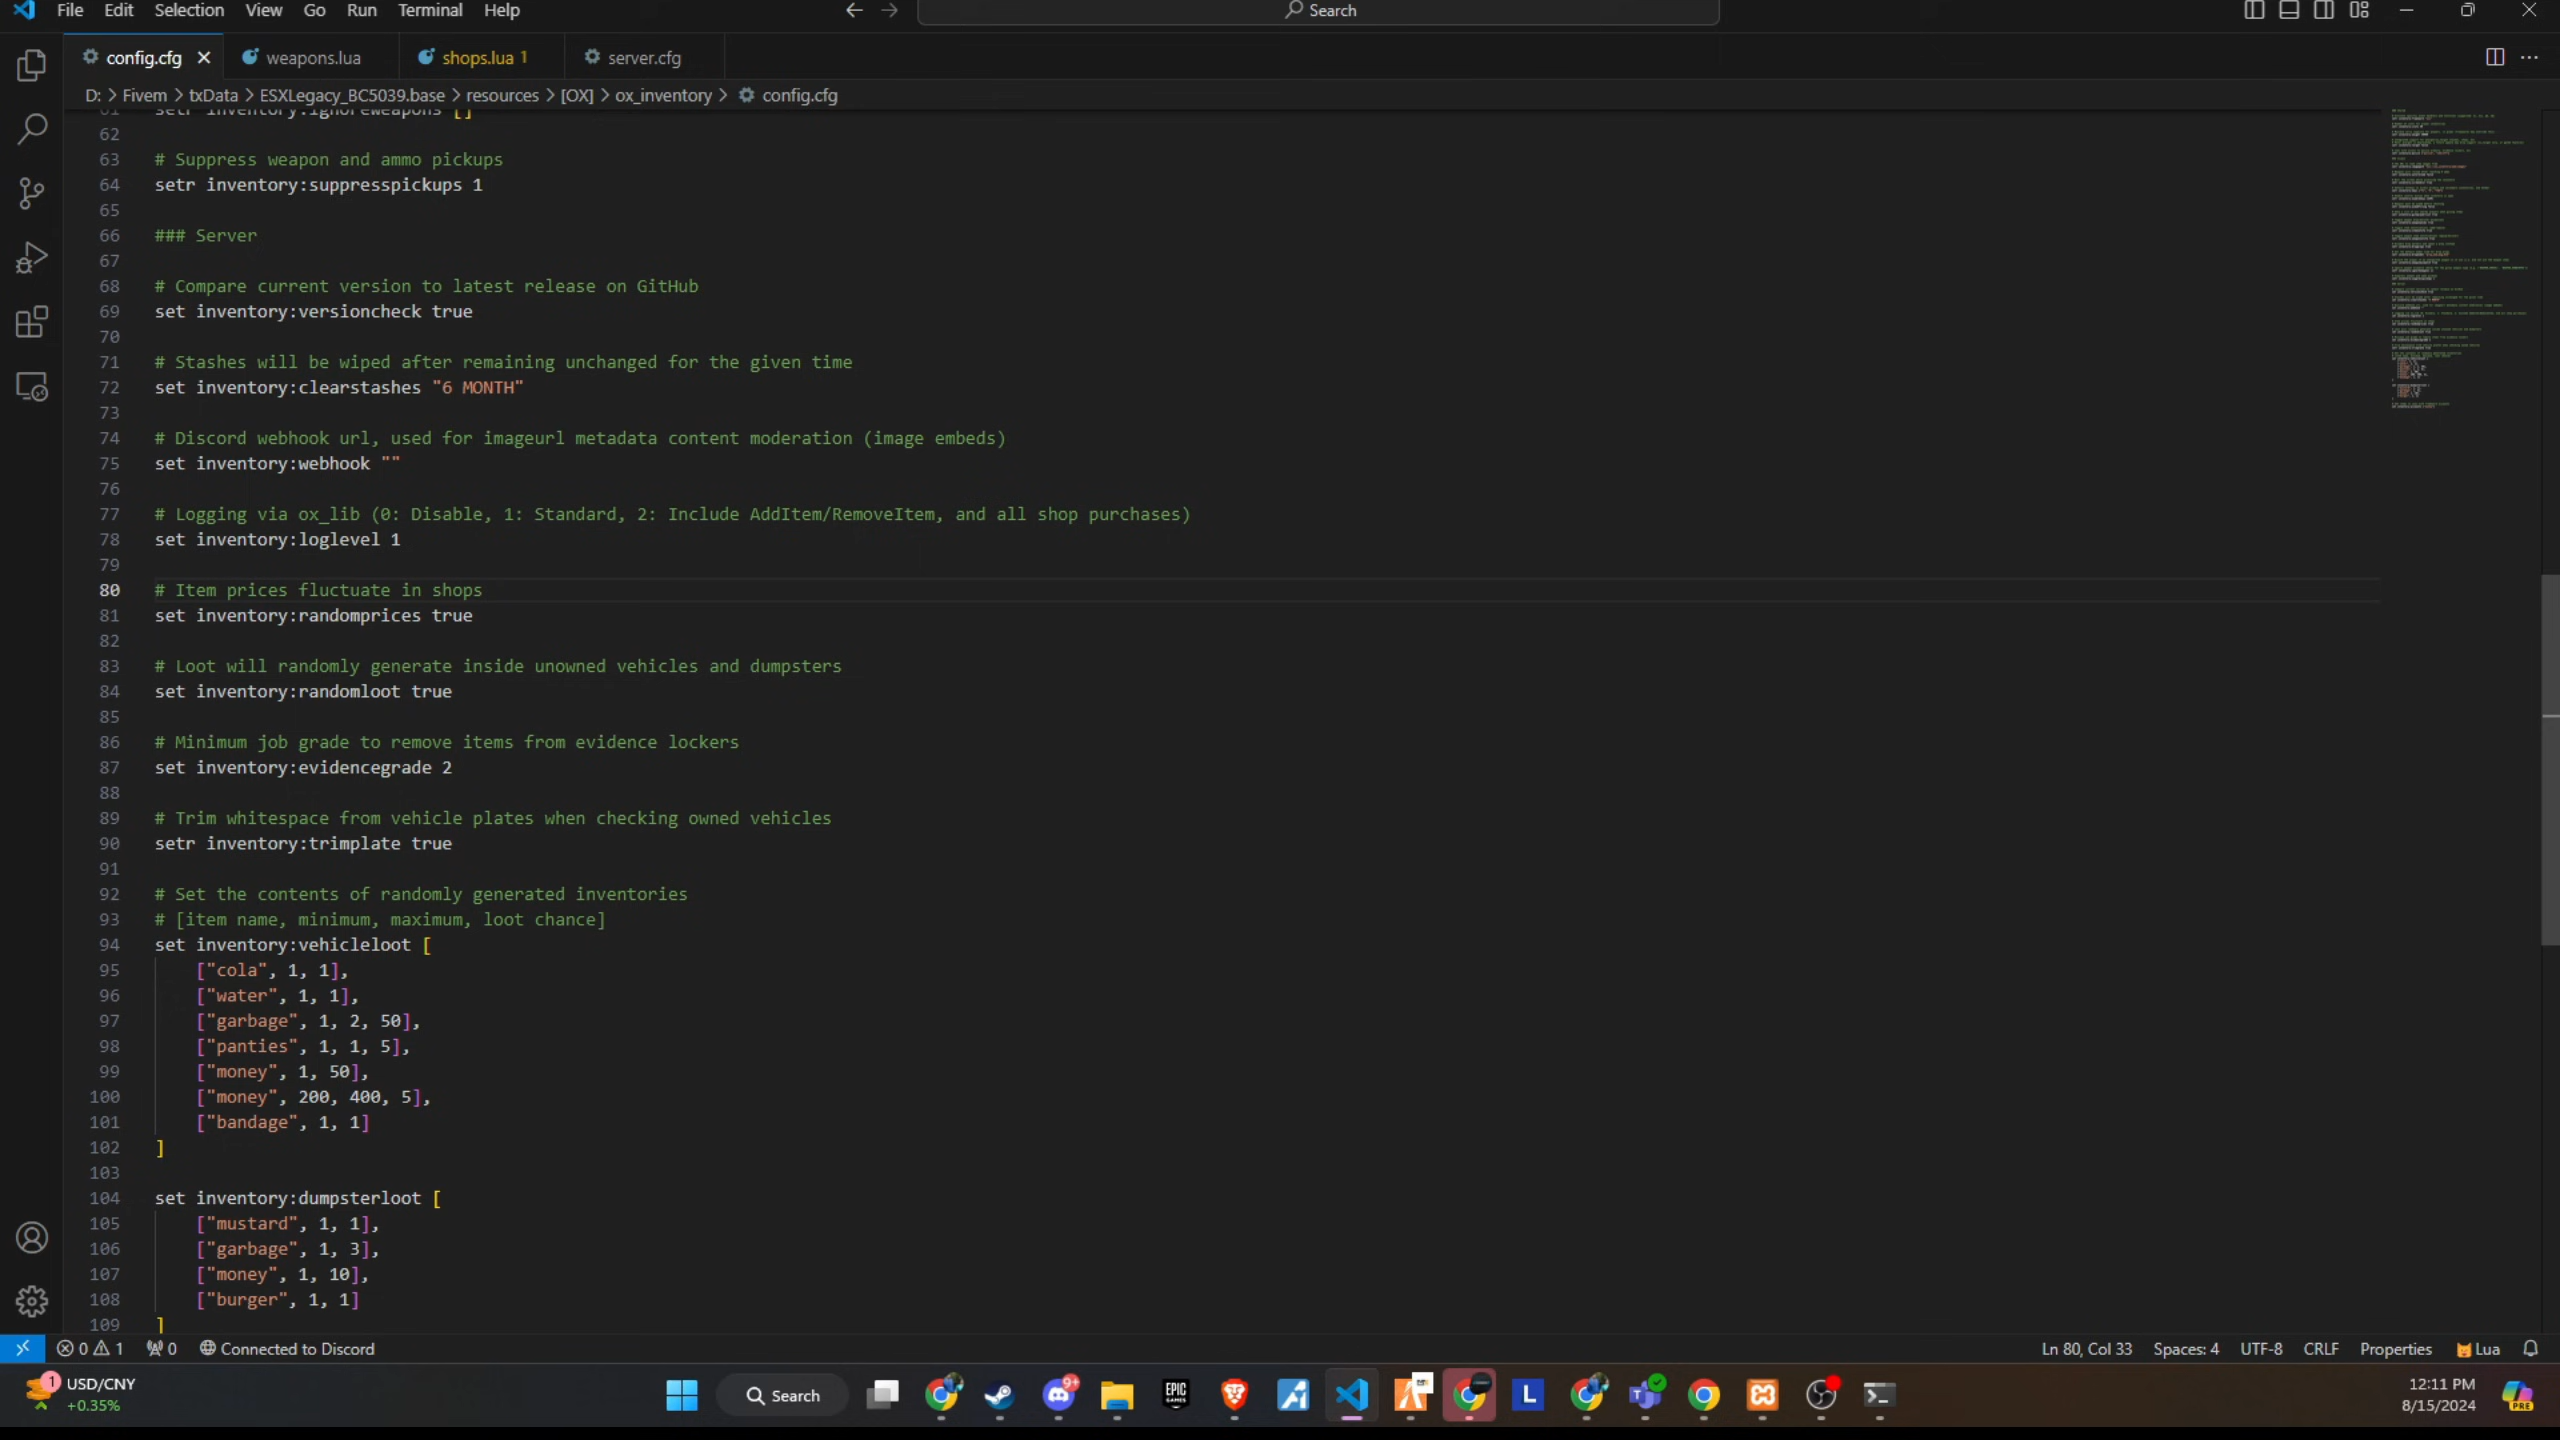 File Edit Selection View Go Run Terminal Help
Search
config.cfg weapons.lua shops.lua 1 server.cfg
D: > Fivem > txData > ESXLegacy_BC5039.base > resources > [OX] > ox_inventory > config.cfg
61 setr inventory:ignoreweapons []
62
63 # Suppress weapon and ammo pickups
64 setr inventory:suppresspickups 1
65
66 ### Server
67
68 # Compare current version to latest release on GitHub
69 set inventory:versioncheck true
70
71 # Stashes will be wiped after remaining unchanged for the given time
72 set inventory:clearstashes "6 MONTH"
73
74 # Discord webhook url, used for imageurl metadata content moderation (image embeds)
75 set inventory:webhook ""
76
77 # Logging via ox_lib (0: Disable, 1: Standard, 2: Include AddItem/RemoveItem, and all shop purchases)
78 set inventory:loglevel 1
79
80 # Item prices fluctuate in shops
81 set inventory:randomprices true
82
83 # Loot will randomly generate inside unowned vehicles and dumpsters
84 set inventory:randomloot true
85
86 # Minimum job grade to remove items from evidence lockers
87 set inventory:evidencegrade 2
88
89 # Trim whitespace from vehicle plates when checking owned vehicles
90 setr inventory:trimplate true
91
92 # Set the contents of randomly generated inventories
93 # [item name, minimum, maximum, loot chance]
94 set inventory:vehicleloot [
95 ["cola", 1, 1],
96 ["water", 1, 1],
97 ["garbage", 1, 2, 50],
98 ["panties", 1, 1, 5],
99 ["money", 1, 50],
100 ["money", 200, 400, 5],
101 ["bandage", 1, 1]
102 ]
103
104 set inventory:dumpsterloot [
105 ["mustard", 1, 1],
106 ["garbage", 1, 3],
107 ["money", 1, 10],
108 ["burger", 1, 1]
109 ]
0 1 0 Connected to Discord Ln 80, Col 33 Spaces: 4 UTF-8 CRLF Properties Lua
1 USD/CNY
+0.35%
Search
9+
EPIC GAMES
L
12:11 PM
8/15/2024
PRE